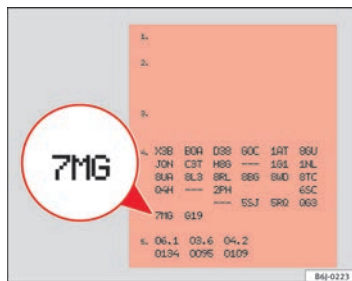 1.
2.
3.
4. X3B B0A D38 G0C 1AT 9GU
J0N C3T H8G --- 1G1 1NL
8UA 8L3 8RL 8BG 8WD 8TC
04H --- 2PH 6SC
--- 5SJ 5RQ 0G3
7MG G19
5. 06.1 03.6 04.2
0134 0095 0109
7MG
B6J-0223